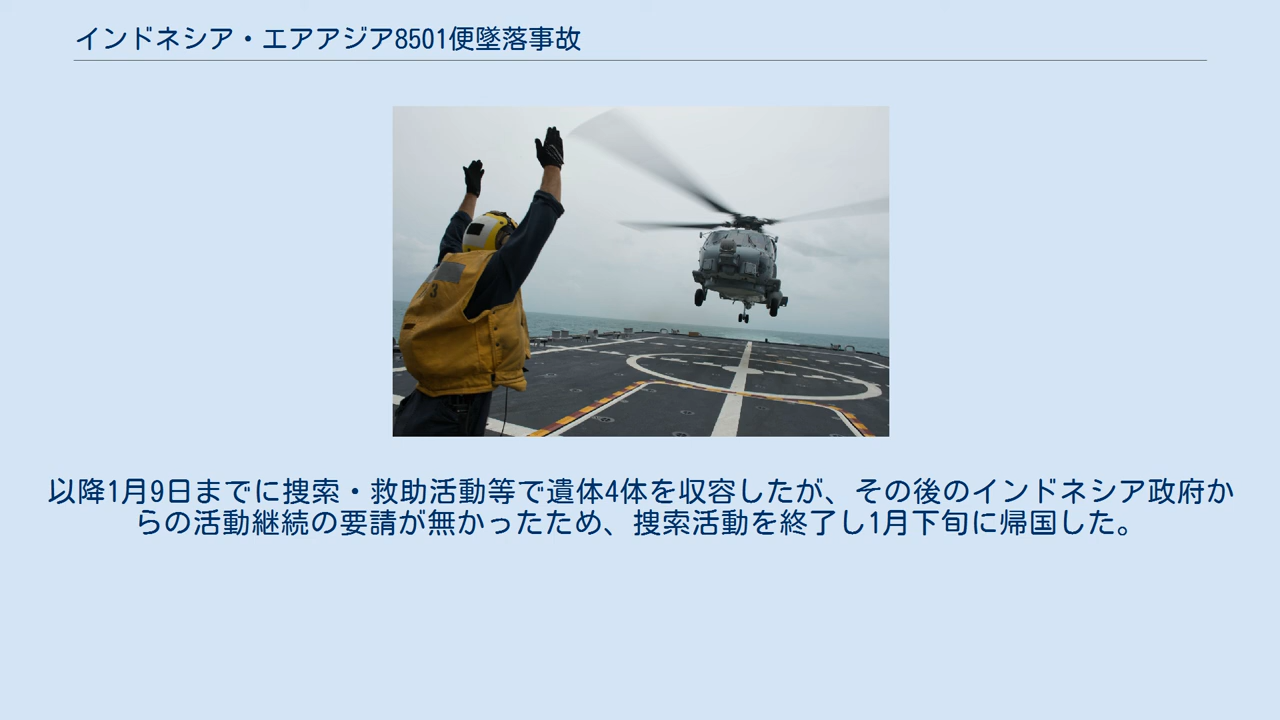 インドネシア・エアアジア8501便墜落事故
3
以降1月9日までに捜索・救助活動等で遺体4体を収容したが、その後のインドネシア政府か
らの活動継続の要請が無かったため、捜索活動を終了し1月下旬に帰国した。